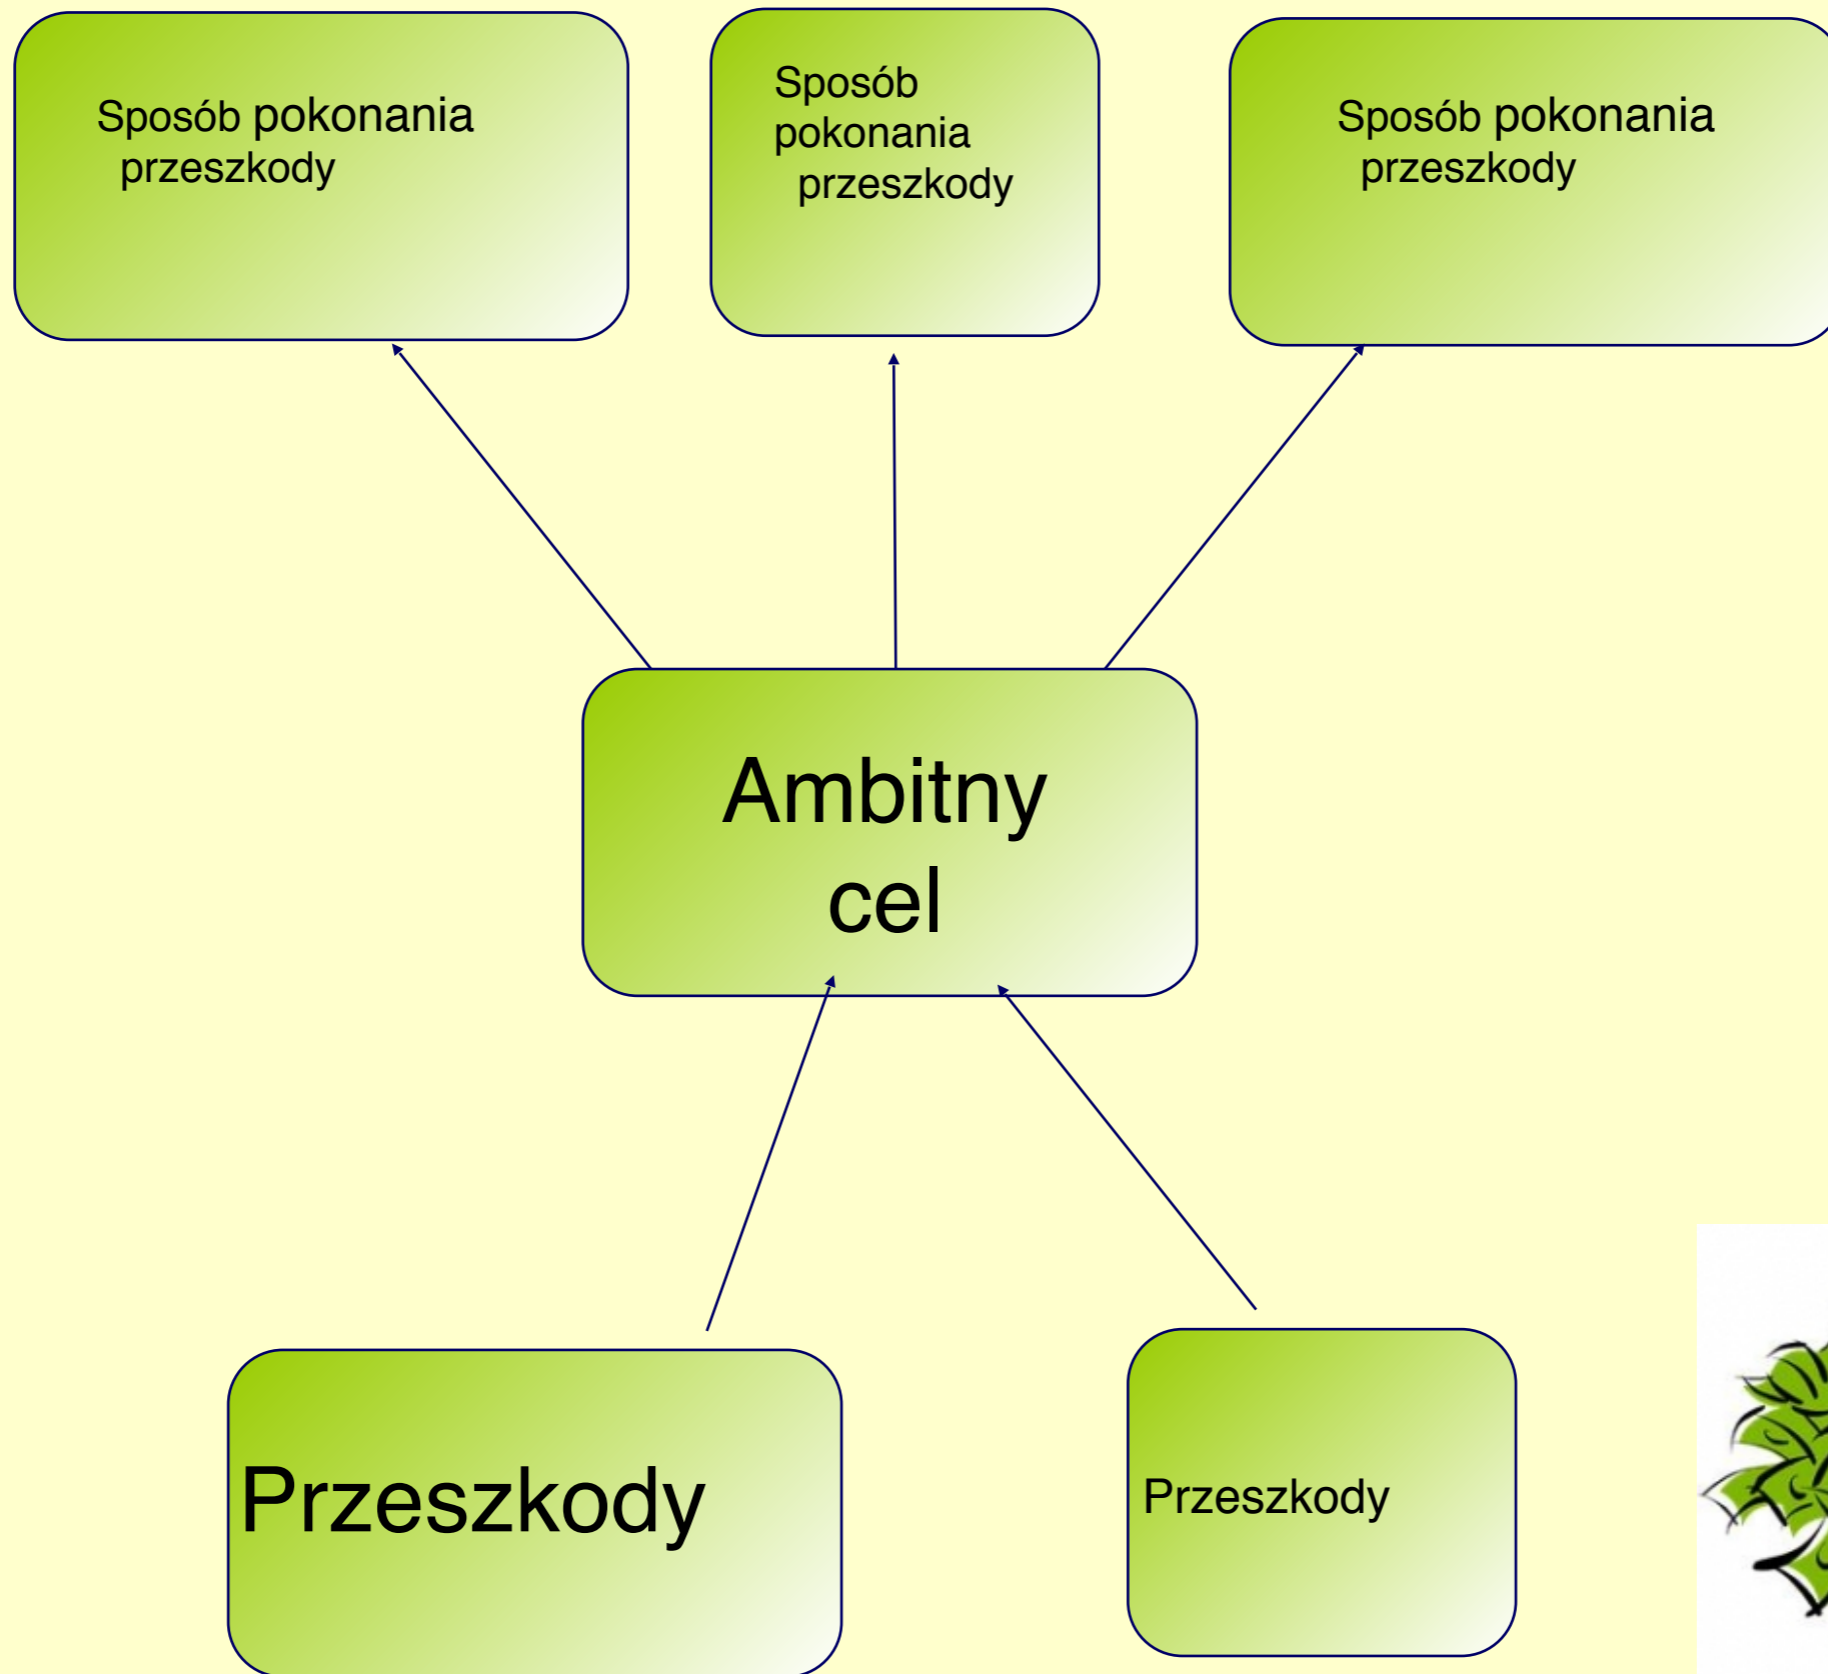 Sposób pokonania
przeszkody
Sposób
pokonania
przeszkody
Sposób pokonania
przeszkody
Ambitny
cel
Przeszkody
Przeszkody